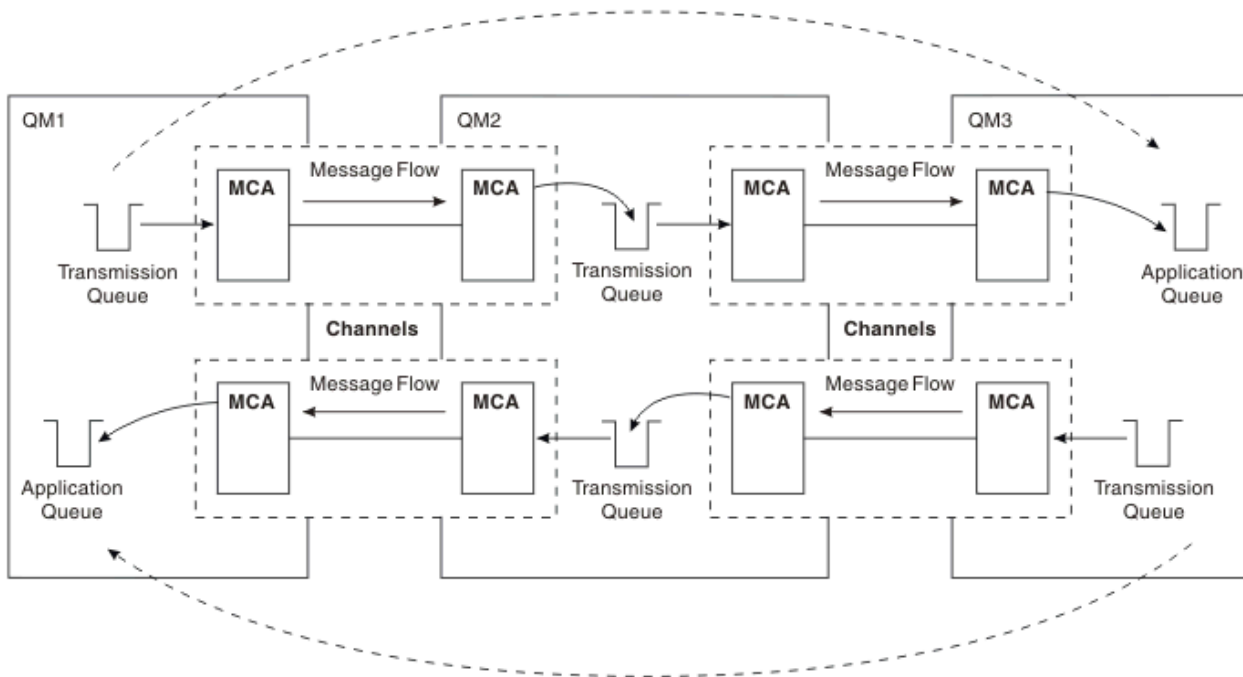 QM1
QM2
QM3
MCA
Message Flow
MCA
MCA
Message Flow
MCA
Transmission
Queue
Transmission
Queue
Application
Queue
Channels
Channels
MCA
Message Flow
MCA
MCA
Message Flow
MCA
Application
Queue
Transmission
Queue
Transmission
Queue